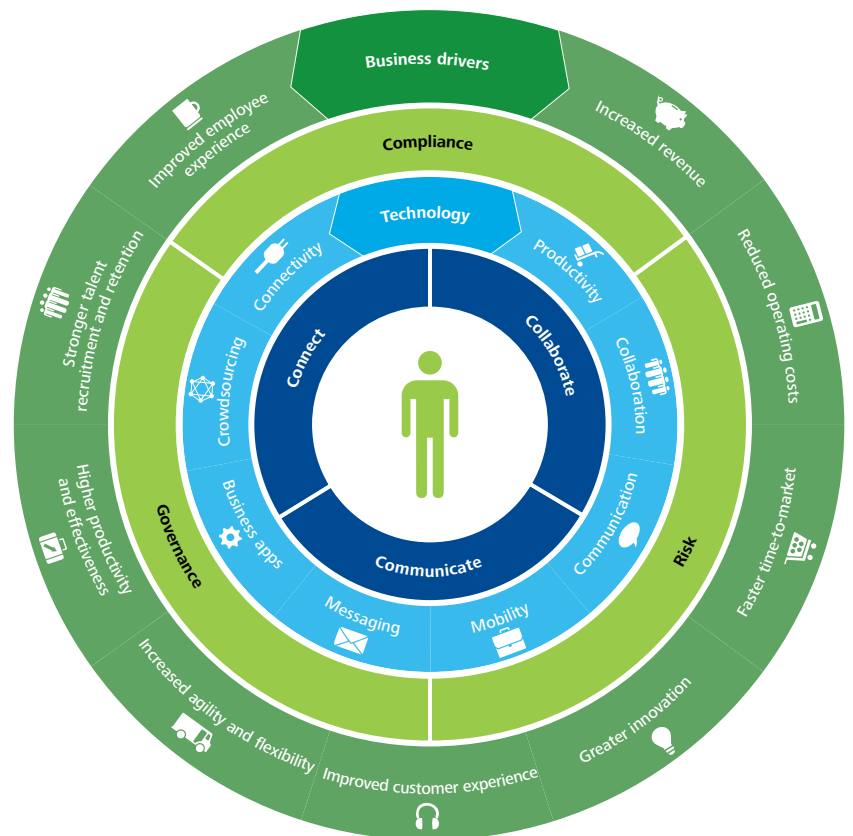 Business drivers
Increased revenue
Reduced operating costs
Faster time-to-market
Greater innovation
Improved customer experience
Increased agility and flexibility
Higher productivity
and effectiveness
Stronger talent
recruitment and retention
Improved employee
experience
Compliance
Risk
Governance
Technology
Productivity
Collaboration
Communication
Mobility
Messaging
Business apps
Crowdsourcing
Connectivity
Connect
Collaborate
Communicate